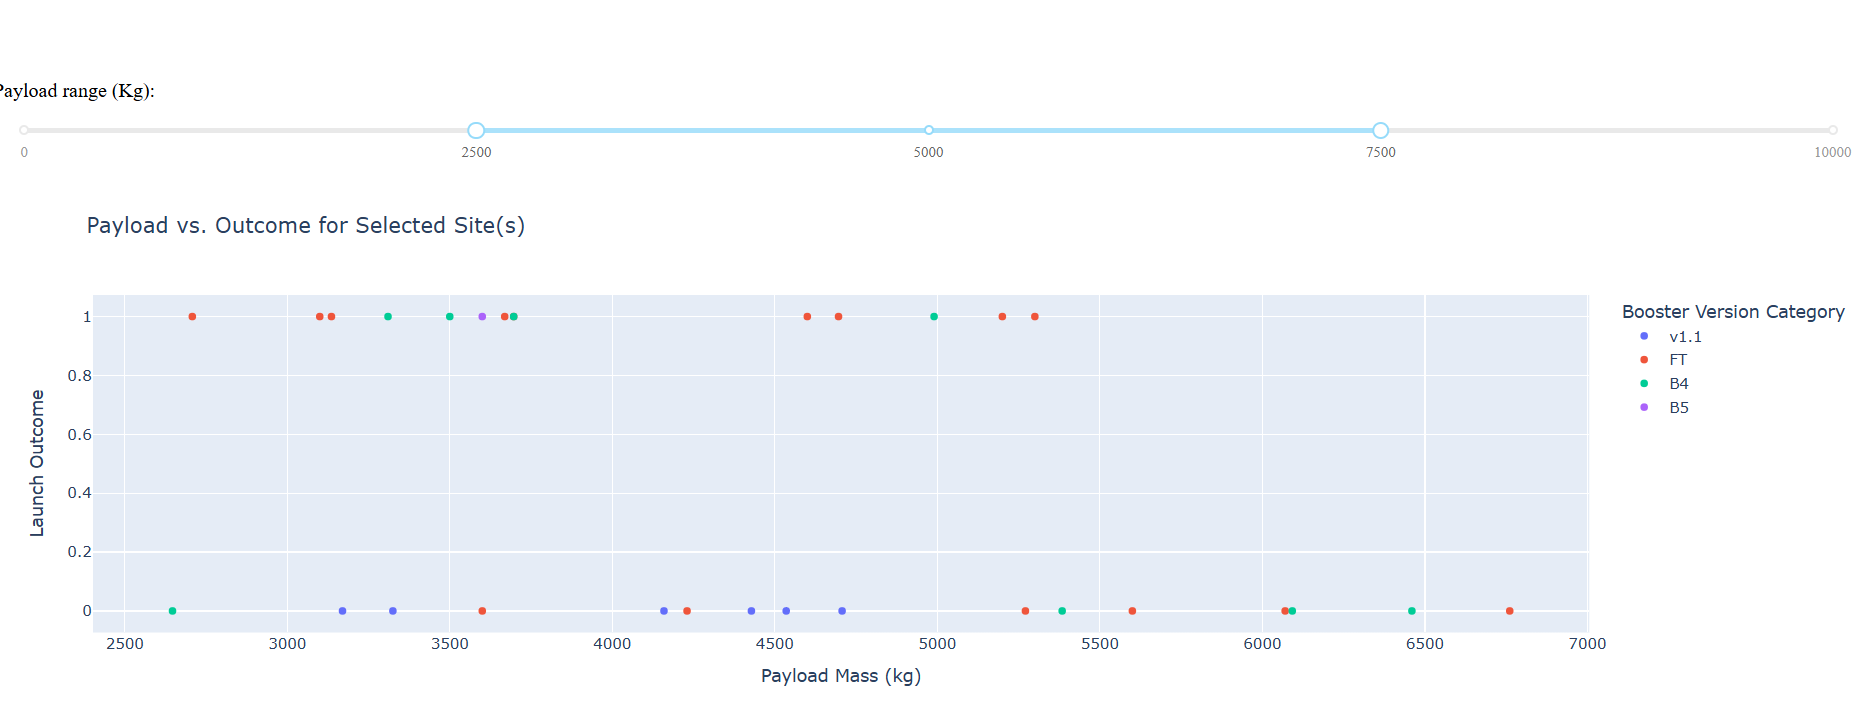 Payload range (Kg):
0 2500 5000 7500 10000
Payload vs. Outcome for Selected Site(s)
Booster Version Category
v1.1
FT
B4
B5
1
0.8
0.6
0.4
0.2
0
Launch Outcome
2500 3000 3500 4000 4500 5000 5500 6000 6500 7000
Payload Mass (kg)